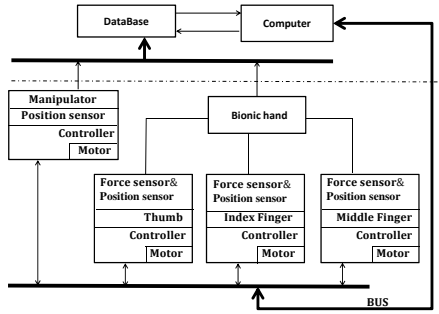 DataBase
Computer
Manipulator
Position sensor
Controller
Motor
Bionic hand
Force sensor&
Position sensor
Thumb
Controller
Motor
Force sensor&
Position sensor
Index Finger
Controller
Motor
Force sensor&
Position sensor
Middle Finger
Controller
Motor
BUS